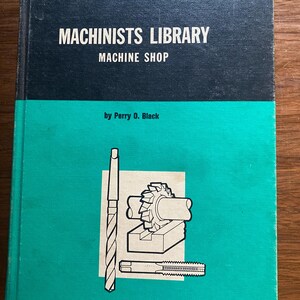 MACHINISTS LIBRARY
MACHINE SHOP
by Perry O. Black